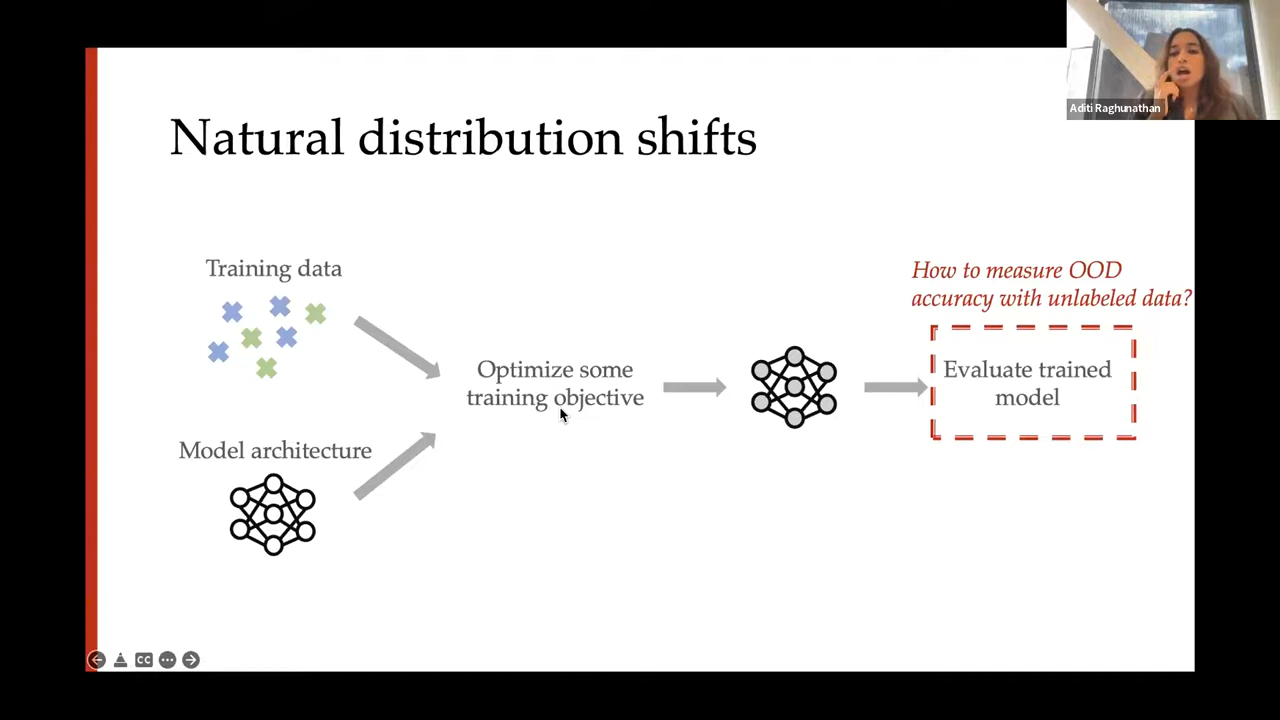 Aditi Raghunathan
Natural distribution shifts
Training data
How to measure OOD
accuracy with unlabeled data?
Optimize some
training objective
Evaluate trained
model
Model architecture
CC